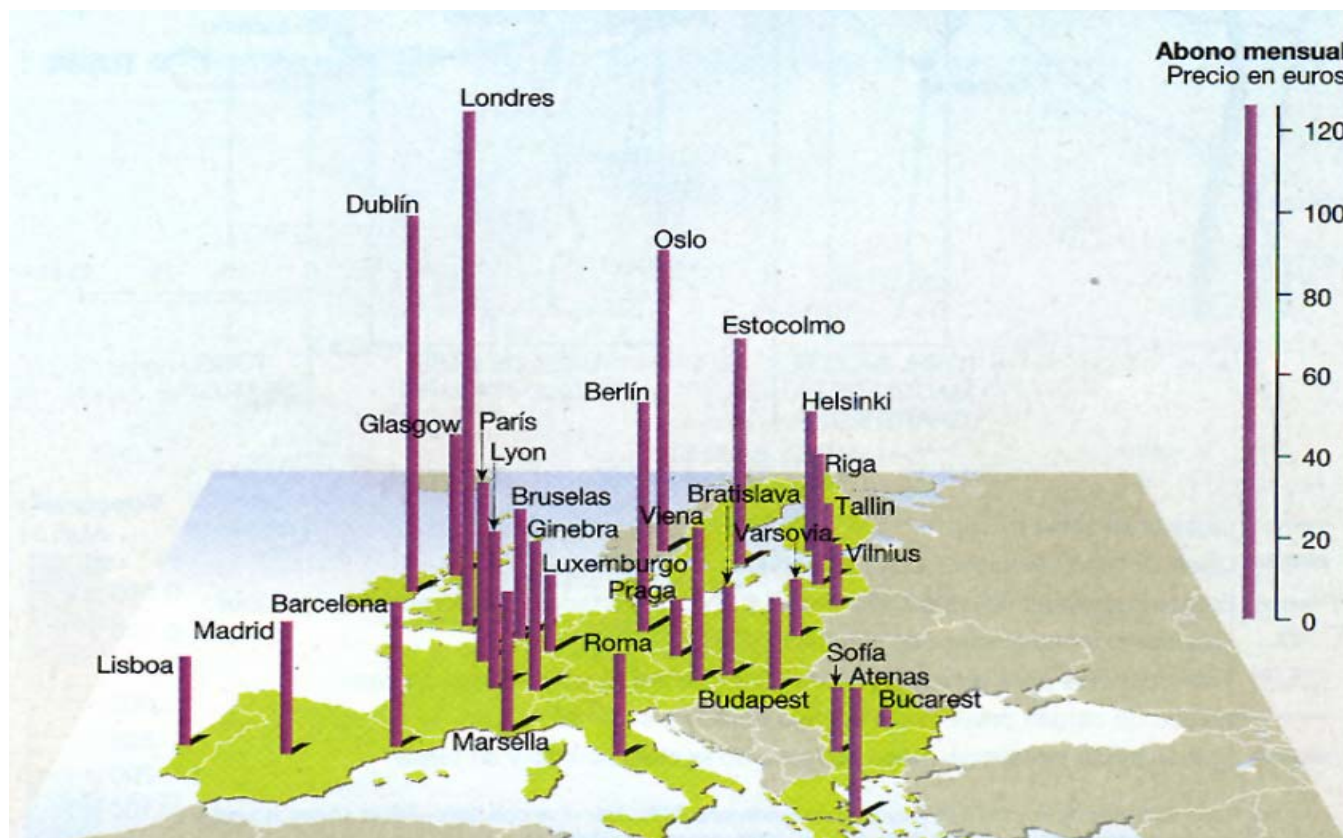 Abono mensual
Precio en euros
120
100
80
60
40
20
0
Londres
Dublín
Oslo
Estocolmo
Berlín
Helsinki
Glasgow
París
Lyon
Riga
Bruselas
Bratislava
Tallin
Viena
Ginebra
Varsovia
Vilnius
Luxemburgo
Praga
Barcelona
Madrid
Roma
Lisboa
Sofía
Atenas
Budapest
Bucarest
Marsella